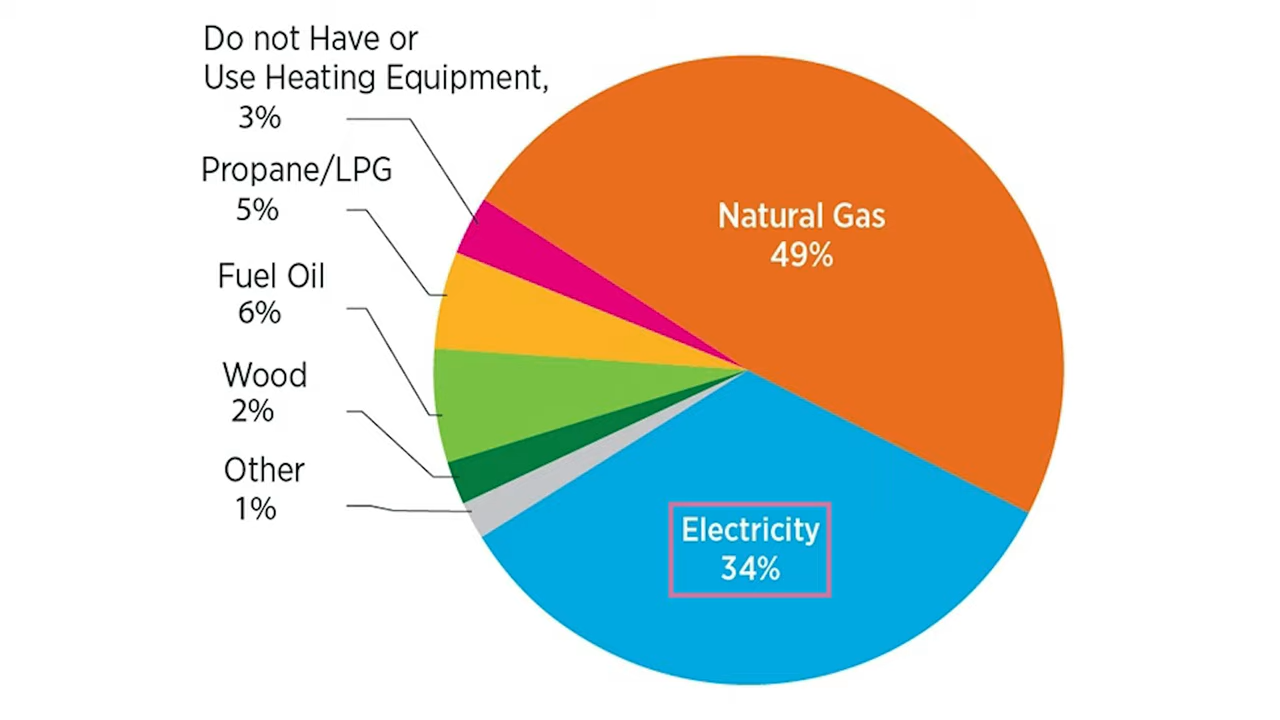 Do not Have or
Use Heating Equipment,
3%
Propane/LPG
5%
Fuel Oil
6%
Wood
2%
Other
1%
Natural Gas
49%
Electricity
34%